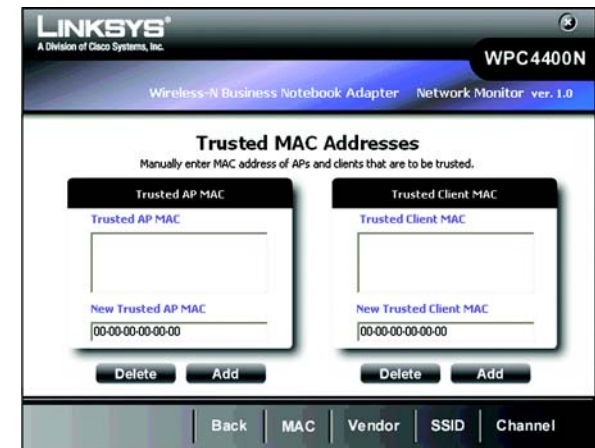 LINKSYS®
A Division of Cisco Systems, Inc.
WPC4400N
Wireless-N Business Notebook Adapter Network Monitor ver. 1.0
Trusted MAC Addresses
Manually enter MAC address of APs and clients that are to be trusted.
Trusted AP MAC
Trusted AP MAC
New Trusted AP MAC
00-00-00-00-00-00
Delete Add
Trusted Client MAC
Trusted Client MAC
New Trusted Client MAC
00-00-00-00-00-00
Delete Add
Back MAC Vendor SSID Channel